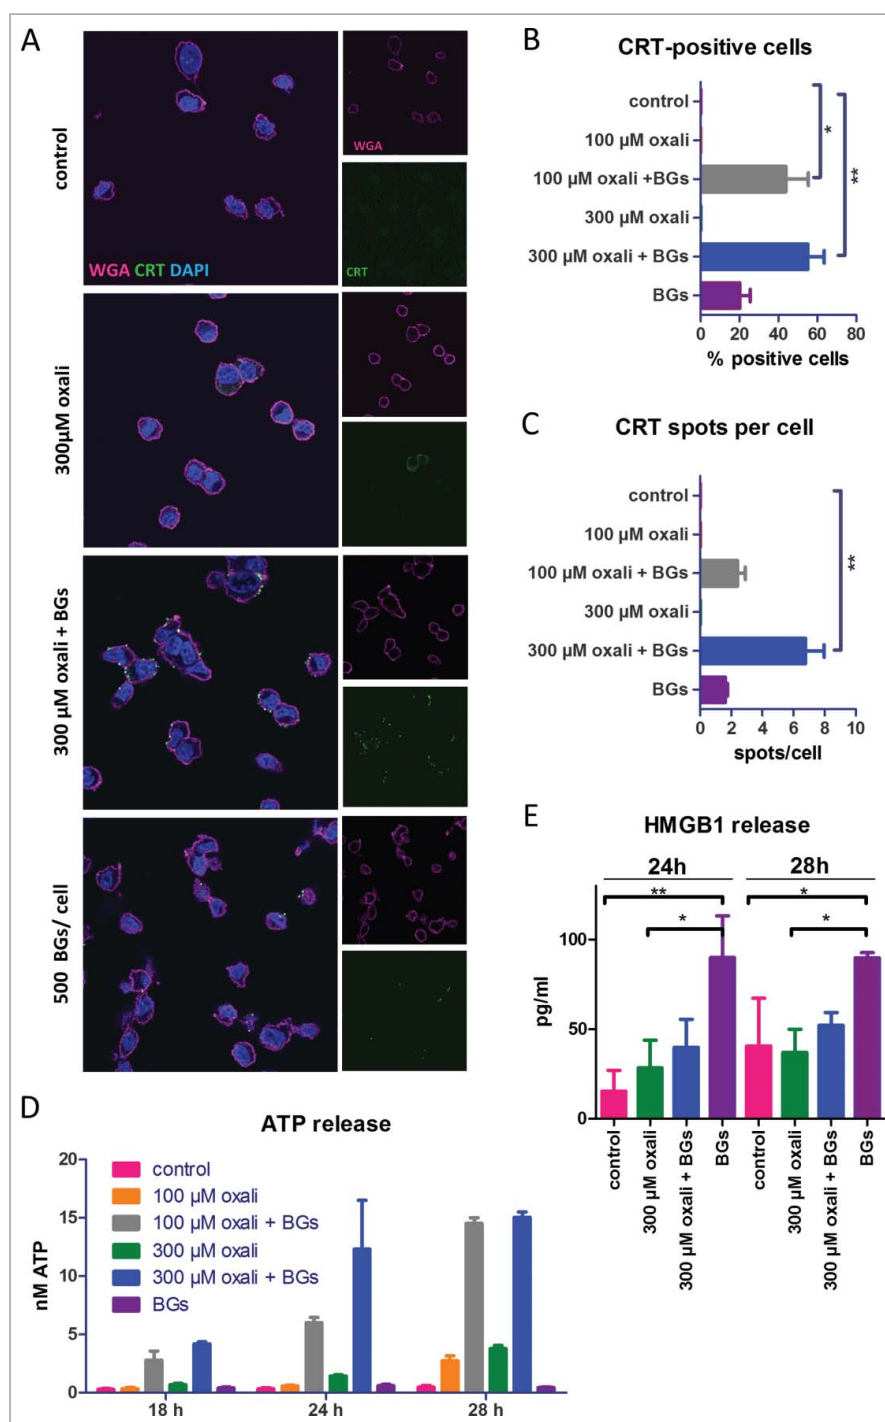 A
control
WGA CRT DAPI
WGA
CRT
300µM oxali
300 µM oxali + BGs
500 BGs/ cell
B
CRT-positive cells
control
100 µM oxali
100 µM oxali +BGs
300 µM oxali
300 µM oxali + BGs
BGs
*
**
0 20 40 60 80
% positive cells
C
CRT spots per cell
control
100 µM oxali
100 µM oxali + BGs
300 µM oxali
300 µM oxali + BGs
BGs
**
0 2 4 6 8 10
spots/cell
E
HMGB1 release
24h 28h
** *
* *
100
50
0
pg/ml
control
300 µM oxali
300 µM oxali + BGs
BGs
control
300 µM oxali
300 µM oxali + BGs
BGs
D
ATP release
20
15
10
5
0
nM ATP
control
100 µM oxali
100 µM oxali + BGs
300 µM oxali
300 µM oxali + BGs
BGs
18 h 24 h 28 h